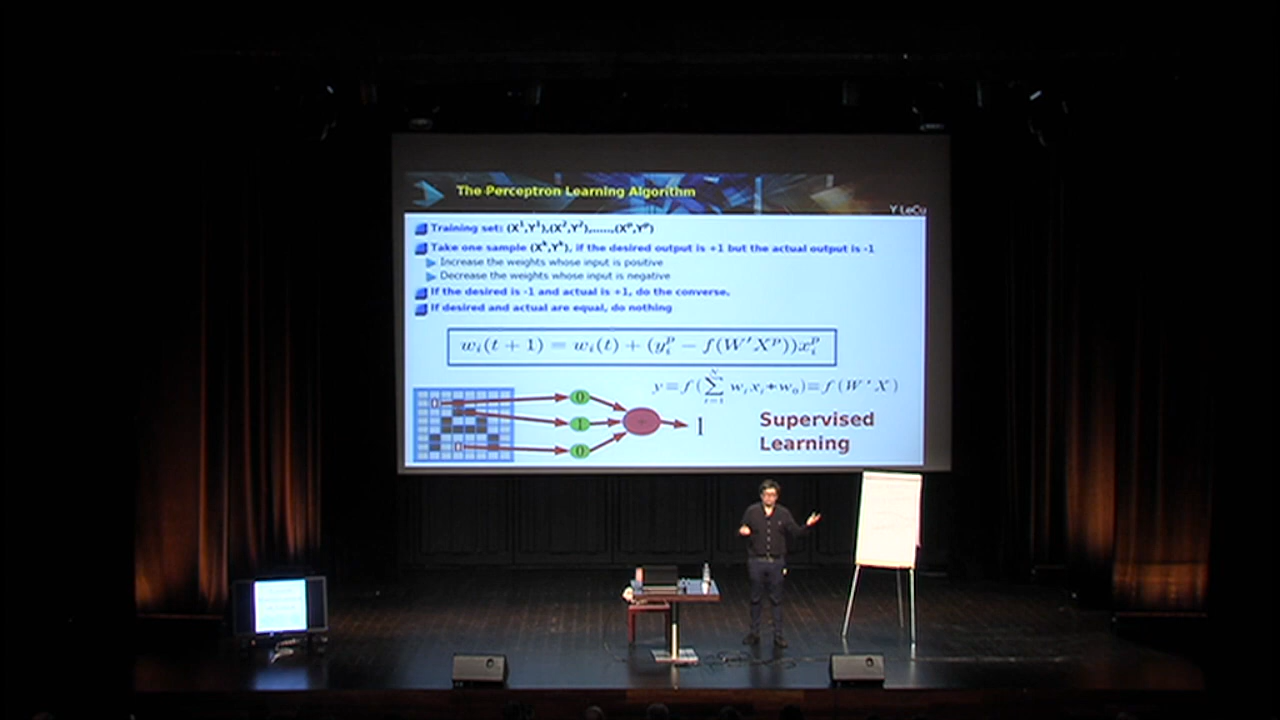 The Perceptron Learning Algorithm
Y LeCu
Training set: (X¹,Y¹),(X²,Y²),.....,(Xᵖ,Yᵖ)
Take one sample (Xᵏ,Yᵏ), if the desired output is +1 but the actual output is -1
Increase the weights whose input is positive
Decrease the weights whose input is negative
If the desired is -1 and actual is +1, do the converse.
If desired and actual are equal, do nothing
wᵢ(t + 1) = wᵢ(t) + (yᵢᵖ − f(W′Xᵖ))xᵢᵖ
y=f(∑ᵢ₌₁ᴺ wᵢxᵢ+w₀)=f(W′X)
0
0
1
1
0
0
Supervised
Learning